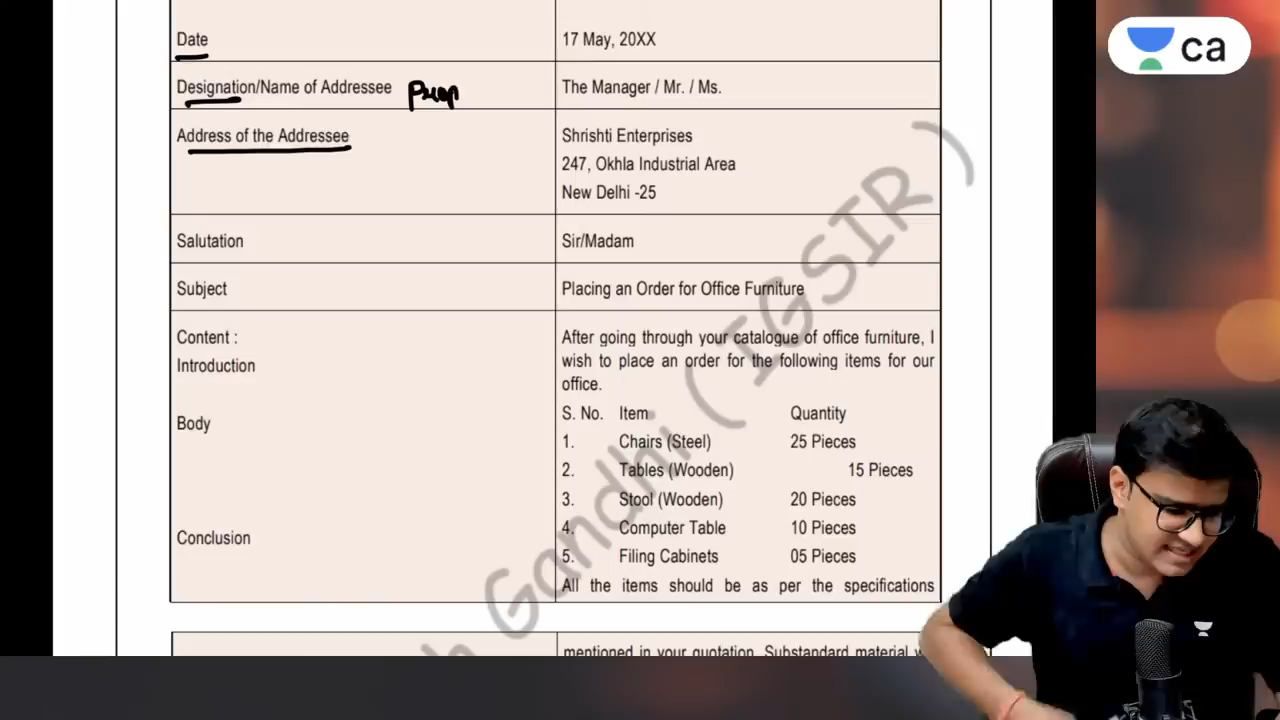 ca
Date 17 May, 20XX
Designation/Name of Addressee Prop The Manager / Mr. / Ms.
Address of the Addressee Shrishti Enterprises
247, Okhla Industrial Area
New Delhi -25
Salutation Sir/Madam
Subject Placing an Order for Office Furniture
Content : After going through your catalogue of office furniture, I
Introduction wish to place an order for the following items for our
office.
S. No. Item Quantity
Body
1. Chairs (Steel) 25 Pieces
2. Tables (Wooden) 15 Pieces
3. Stool (Wooden) 20 Pieces
4. Computer Table 10 Pieces
Conclusion
5. Filing Cabinets 05 Pieces
All the items should be as per the specifications
mentioned in your quotation. Substandard material
Gandhi ( IGSIR )